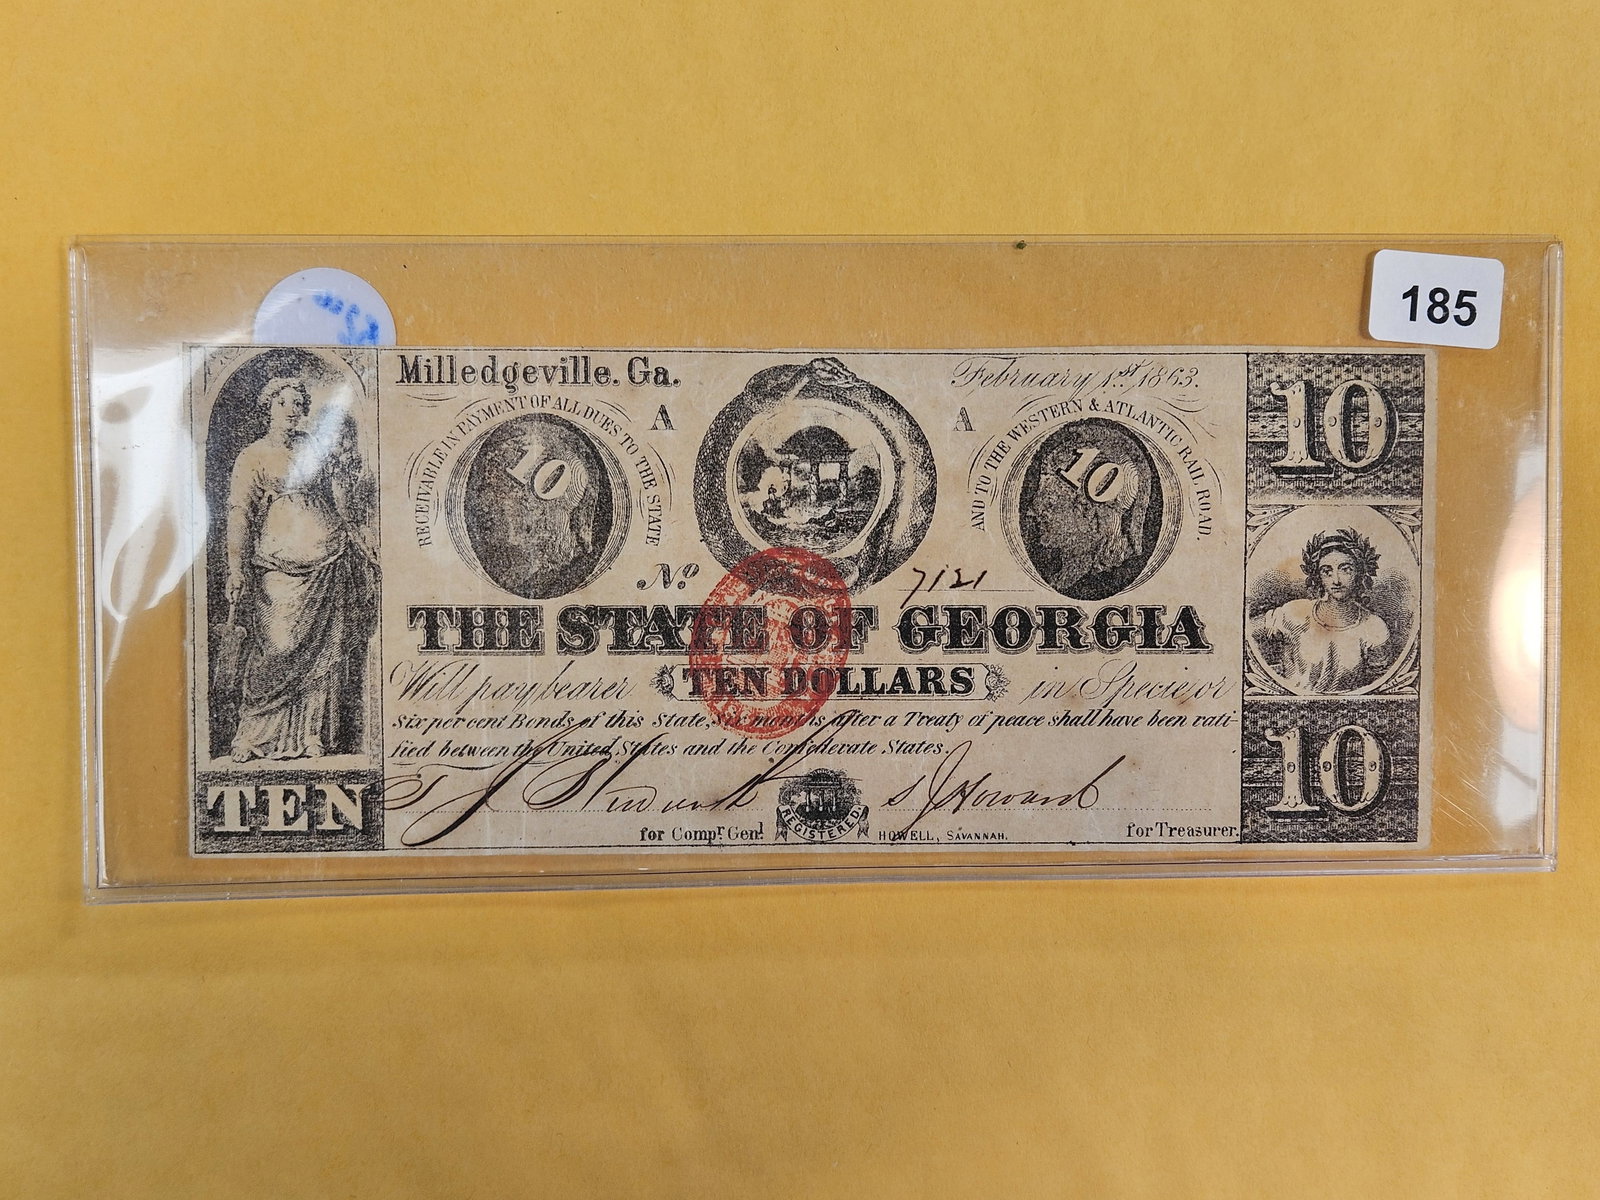 185
Milledgeville. Ga.
February 1st. 1863.
A
A
RECEIVABLE IN PAYMENT OF ALL DUES TO THE STATE
AND TO THE WESTERN & ATLANTIC RAIL ROAD.
10
10
10
No 7121
THE STATE OF GEORGIA
Will pay bearer TEN DOLLARS in Specie, or
Six per cent Bonds of this State, Six months after a Treaty of peace shall have been rati-
fied between the United States and the Confederate States.
S J Howard
TEN
10
REGISTERED
for Compr. Genl.
HOWELL, SAVANNAH.
for Treasurer.